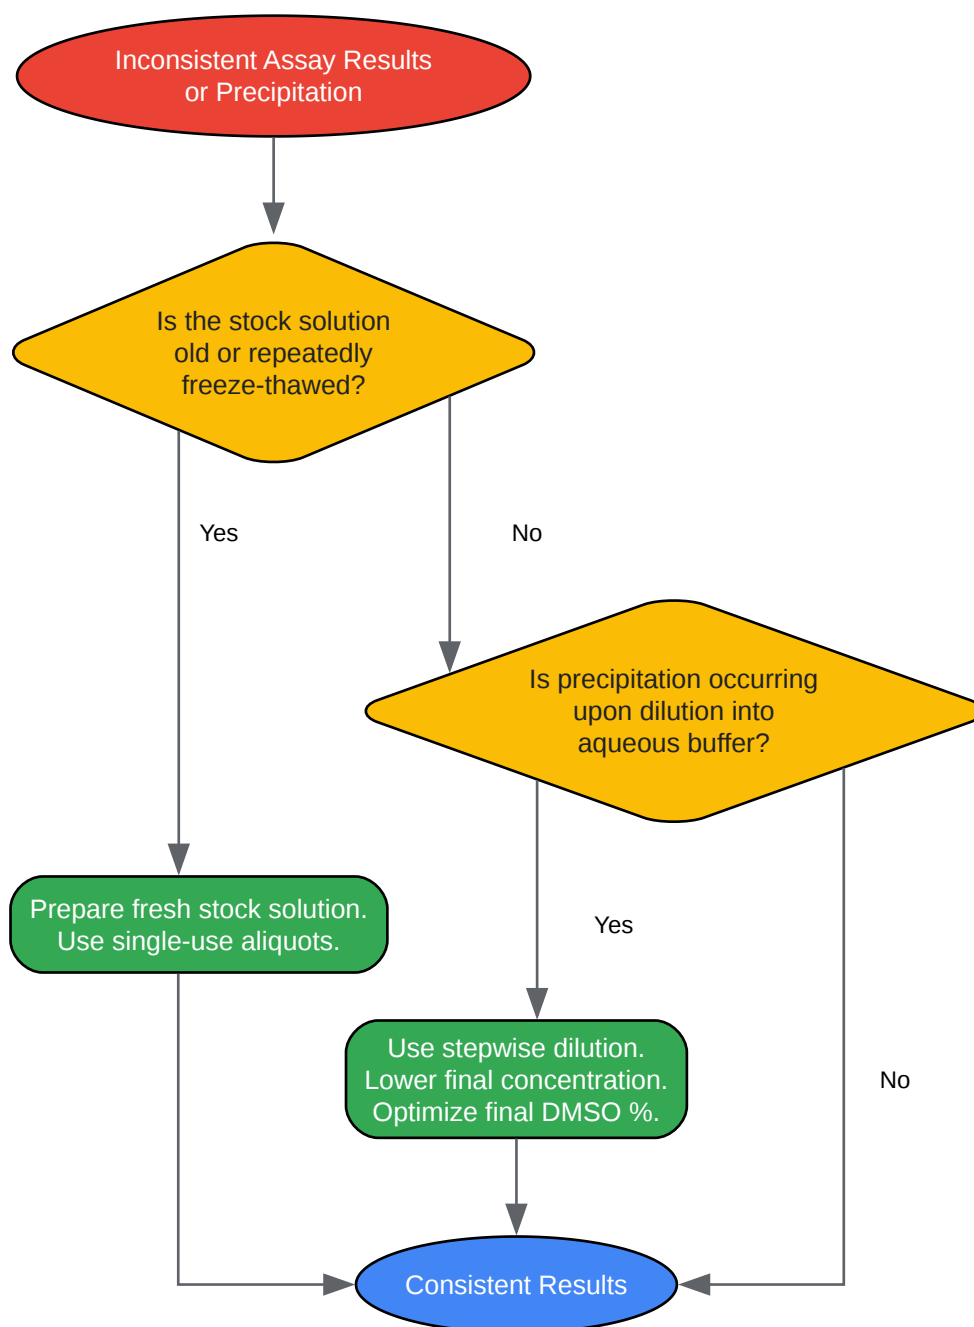 Inconsistent Assay Results
or Precipitation
Is the stock solution
old or repeatedly
freeze-thawed?
Yes
No
Is precipitation occurring
upon dilution into
aqueous buffer?
Prepare fresh stock solution.
Use single-use aliquots.
Yes
Use stepwise dilution.
Lower final concentration.
Optimize final DMSO %.
No
Consistent Results